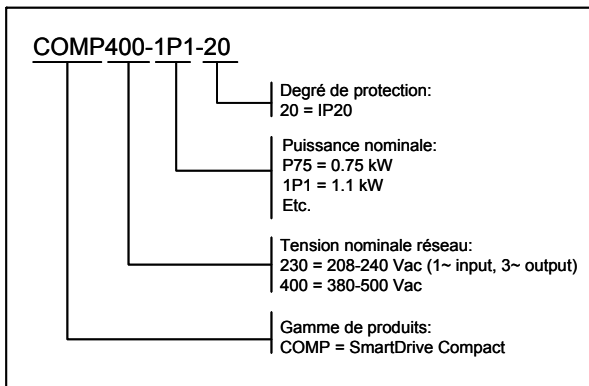 COMP400-1P1-20
Degré de protection:
20 = IP20
Puissance nominale:
P75 = 0.75 kW
1P1 = 1.1 kW
Etc.
Tension nominale réseau:
230 = 208-240 Vac (1~ input, 3~ output)
400 = 380-500 Vac
Gamme de produits:
COMP = SmartDrive Compact